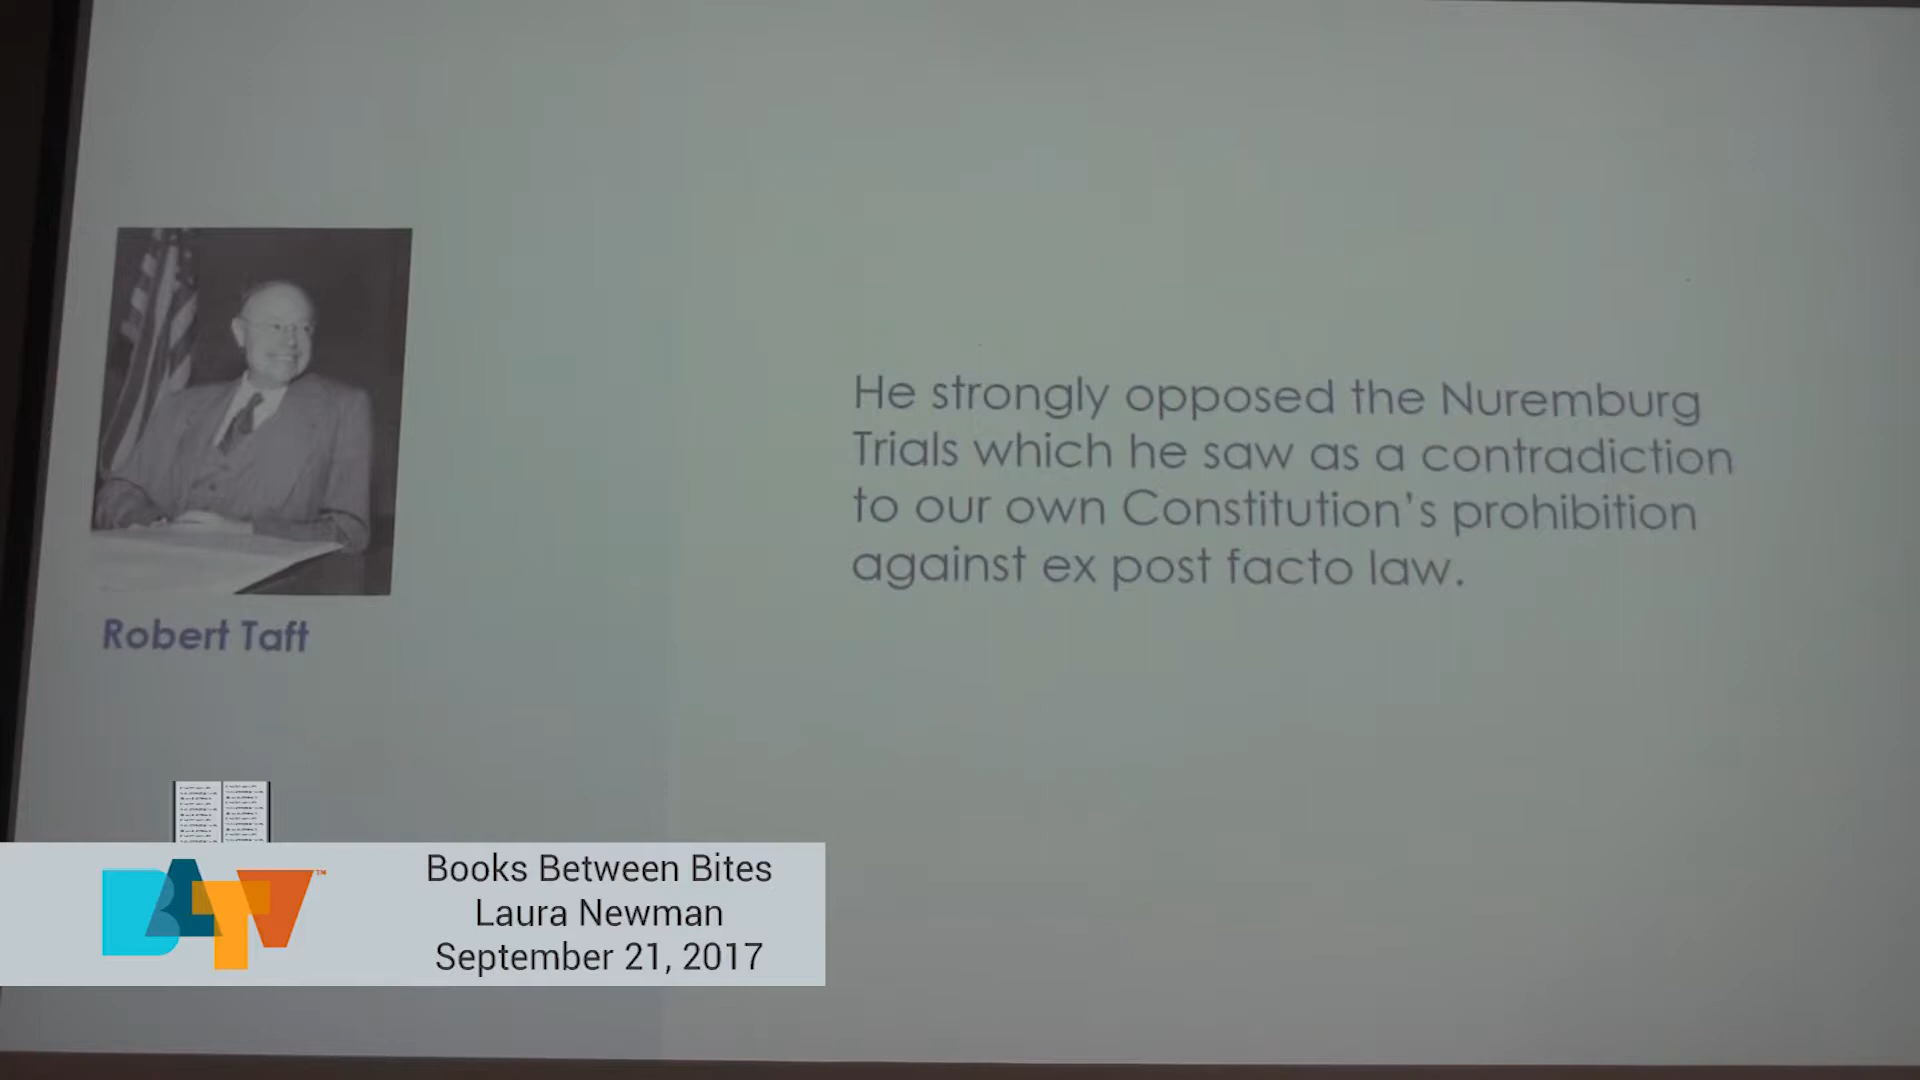 He strongly opposed the Nuremburg
Trials which he saw as a contradiction
to our own Constitution's prohibition
against ex post facto law.
Robert Taft
BATV™
Books Between Bites
Laura Newman
September 21, 2017